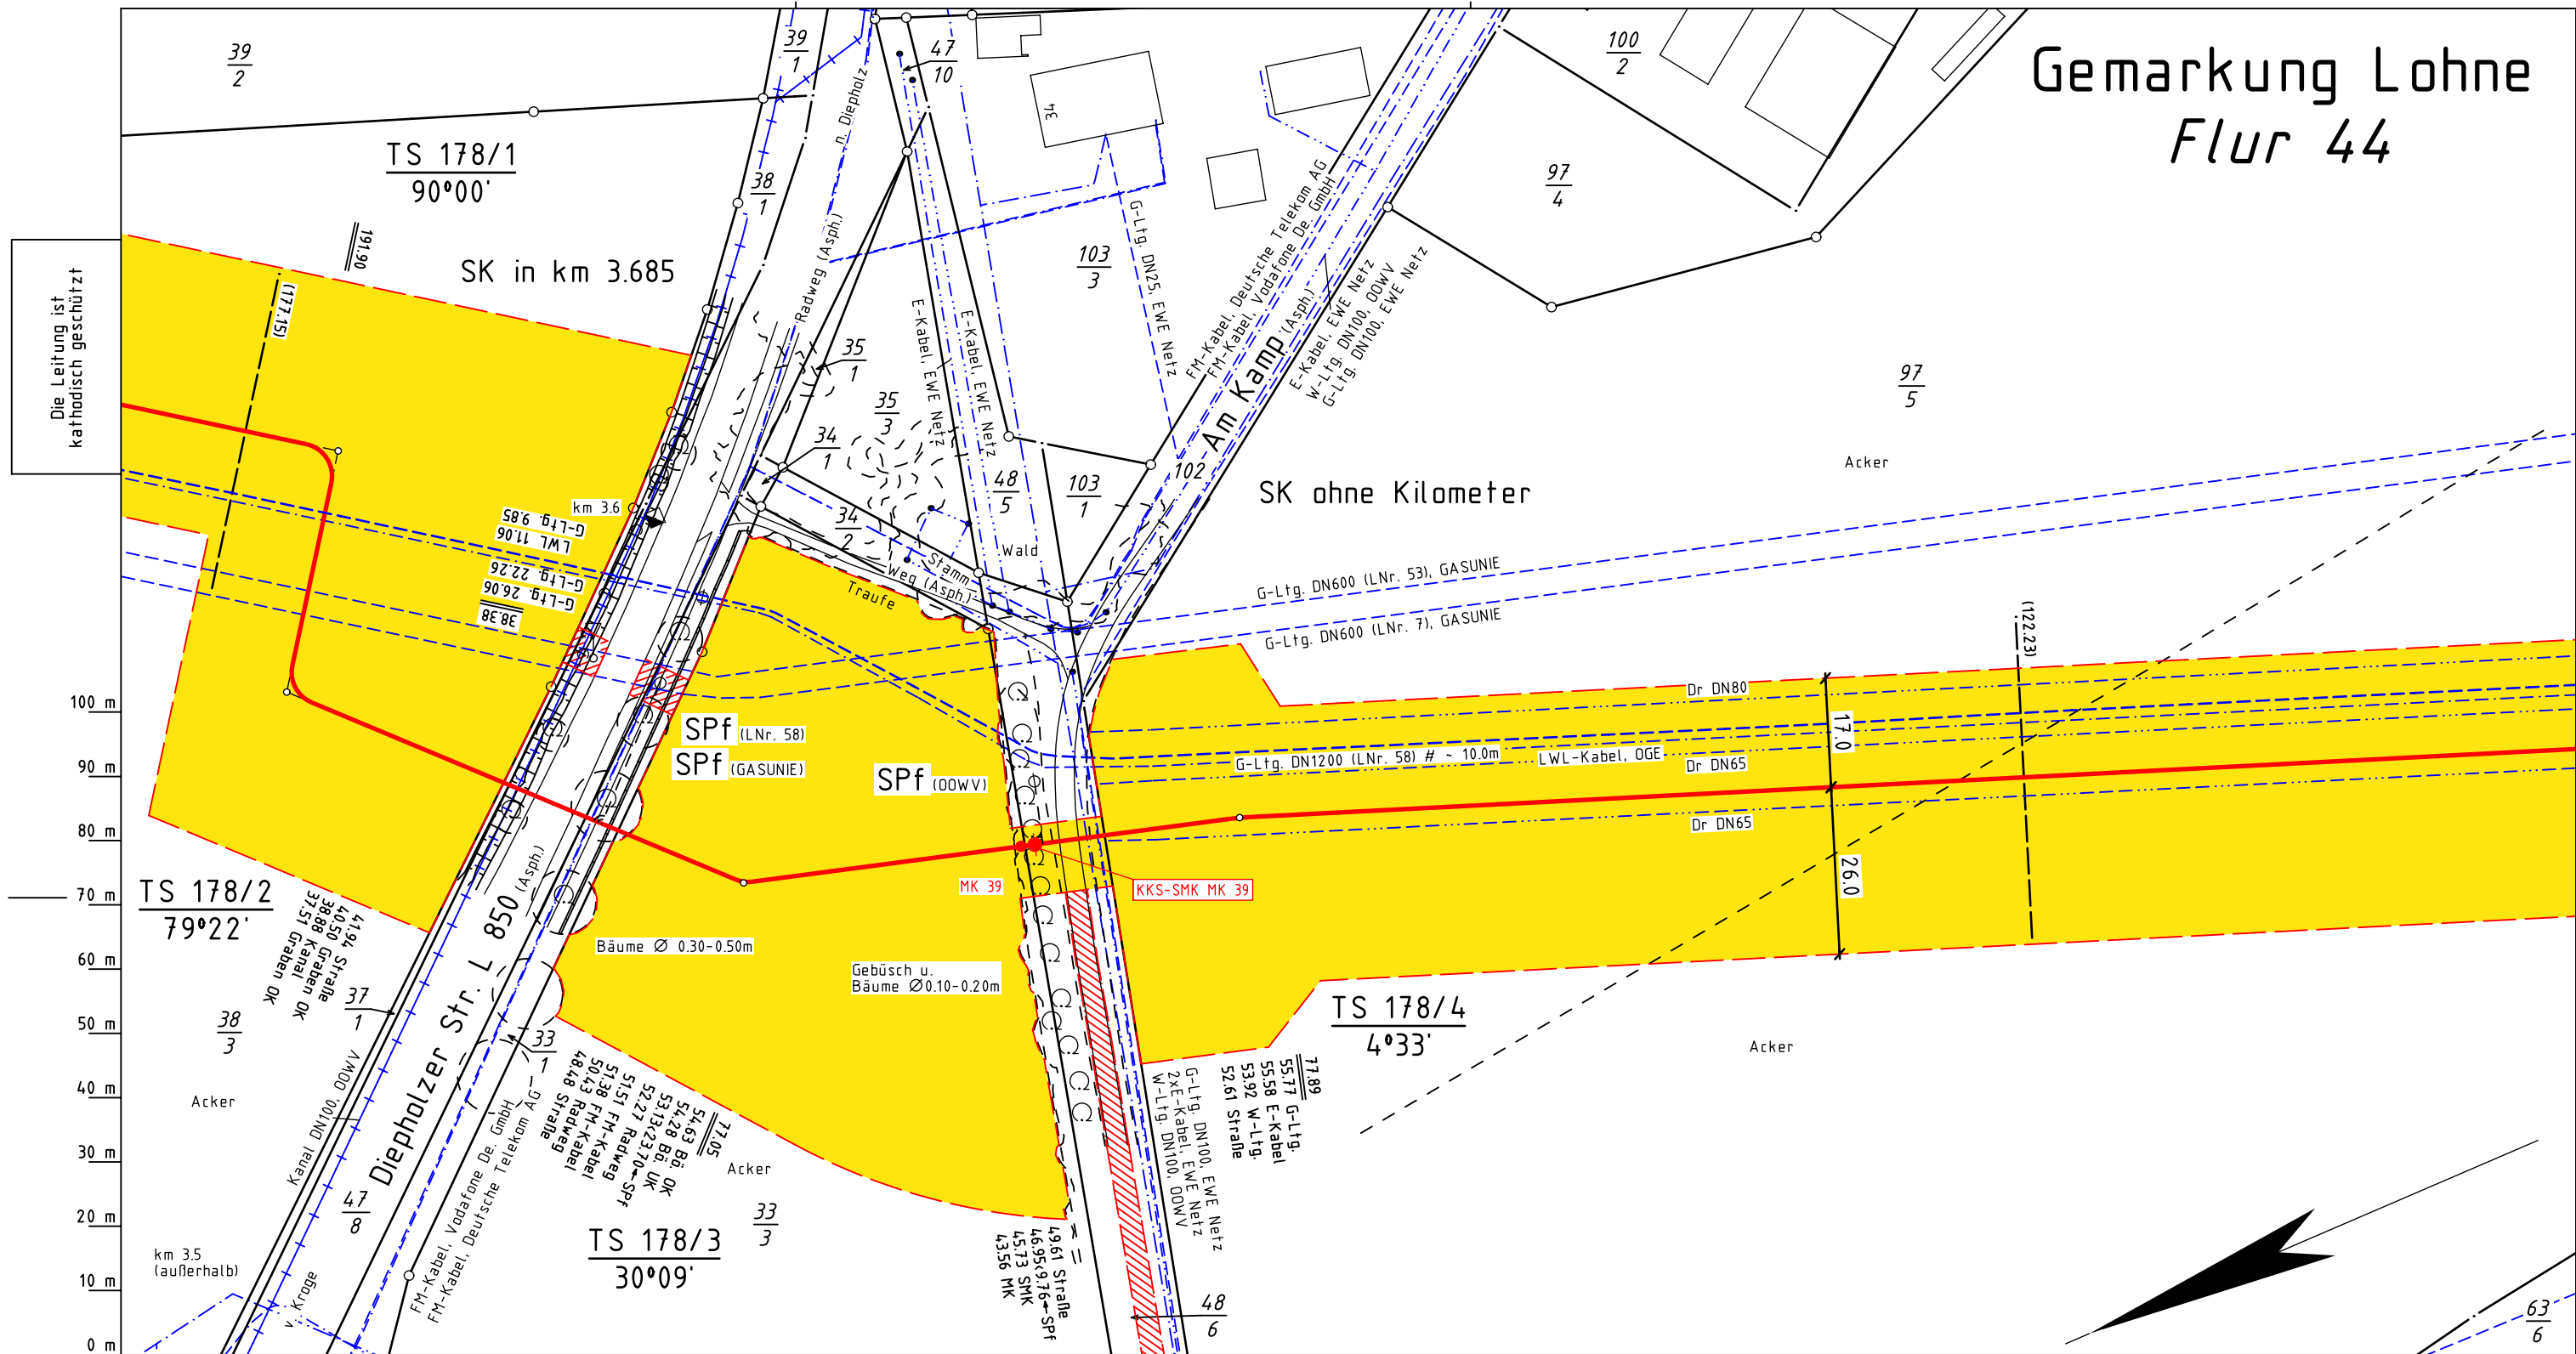 Gemarkung Lohne
Flur 44
39
2
39
1
47
10
100
2
n. Diepholz
34
TS 178/1
90°00'
38
1
97
4
191.90
SK in km 3.685
(177.15)
Die Leitung ist
kathodisch geschützt
Radweg (Asph.)
103
3
G-Ltg. DN25, EWE Netz
FM-Kabel, Deutsche Telekom AG
FM-Kabel, Vodafone De. GmbH
Am Kamp (Asph.)
E-Kabel, EWE Netz
W-Ltg. DN100, OOWV
G-Ltg. DN100, EWE Netz
E-Kabel, EWE Netz
E-Kabel, EWE Netz
35
1
35
3
34
1
97
5
Acker
102
48
5
103
1
SK ohne Kilometer
km 3.6
G-Ltg. 9.85
LWL 11.06
G-Ltg. 22.26
G-Ltg. 26.06
38.38
34
2
Wald
Stamm
Weg (Asph.)
Traufe
G-Ltg. DN600 (LNr. 53), GASUNIE
G-Ltg. DN600 (LNr. 7), GASUNIE
(122.23)
Dr DN80
100 m
90 m
80 m
70 m
60 m
50 m
40 m
30 m
20 m
10 m
0 m
SPf (LNr. 58)
SPf (GASUNIE)
SPf (OOWV)
G-Ltg. DN1200 (LNr. 58) # ~ 10.0m
LWL-Kabel, OGE
Dr DN65
17.0
Dr DN65
26.0
MK 39
KKS-SMK MK 39
TS 178/2
79°22'
41.94 Straße
40.50 Graben OK
38.88 Kanal
37.51 Graben OK
Diepholzer Str. L 850 (Asph.)
Bäume Ø 0.30-0.50m
Gebüsch u.
Bäume Ø0.10-0.20m
37
1
38
3
Acker
33
1
Kanal DN100, OOWV
TS 178/4
4°33'
Acker
77.89
55.77 G-Ltg.
55.58 E-Kabel
53.92 W-Ltg.
52.61 Straße
G-Ltg. DN100, EWE Netz
2xE-Kabel, EWE Netz
W-Ltg. DN100, OOWV
77.05
54.63 Bö. OK
54.28 Bö. UK
53.13<23.70←SPf
52.27 Radweg
51.51 FM-Kabel
51.38 FM-Kabel
50.43 Radweg
48.48 Straße
Acker
33
3
TS 178/3
30°09'
47
8
km 3.5
(außerhalb)
v. Kroge
FM-Kabel, Vodafone De. GmbH
FM-Kabel, Deutsche Telekom AG
49.61 Straße
46.95<9.76←SPf
45.73 SMK
43.56 MK
48
6
63
6